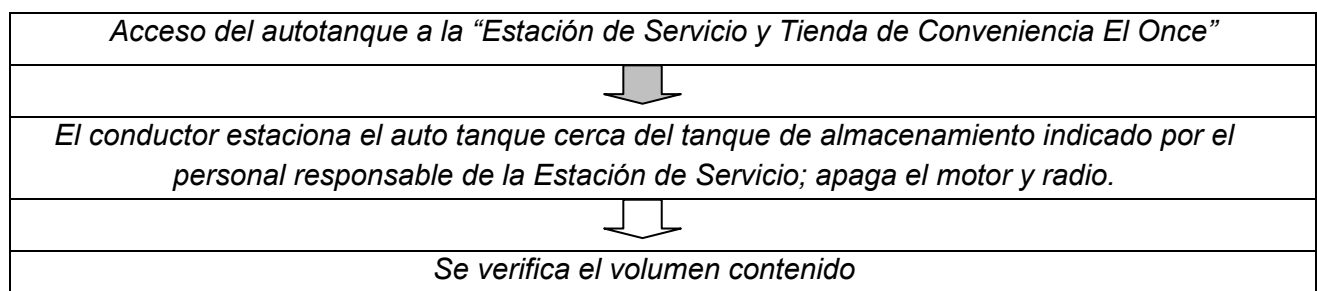 Acceso del autotanque a la “Estación de Servicio y Tienda de Conveniencia El Once”
El conductor estaciona el auto tanque cerca del tanque de almacenamiento indicado por el
personal responsable de la Estación de Servicio; apaga el motor y radio.
Se verifica el volumen contenido